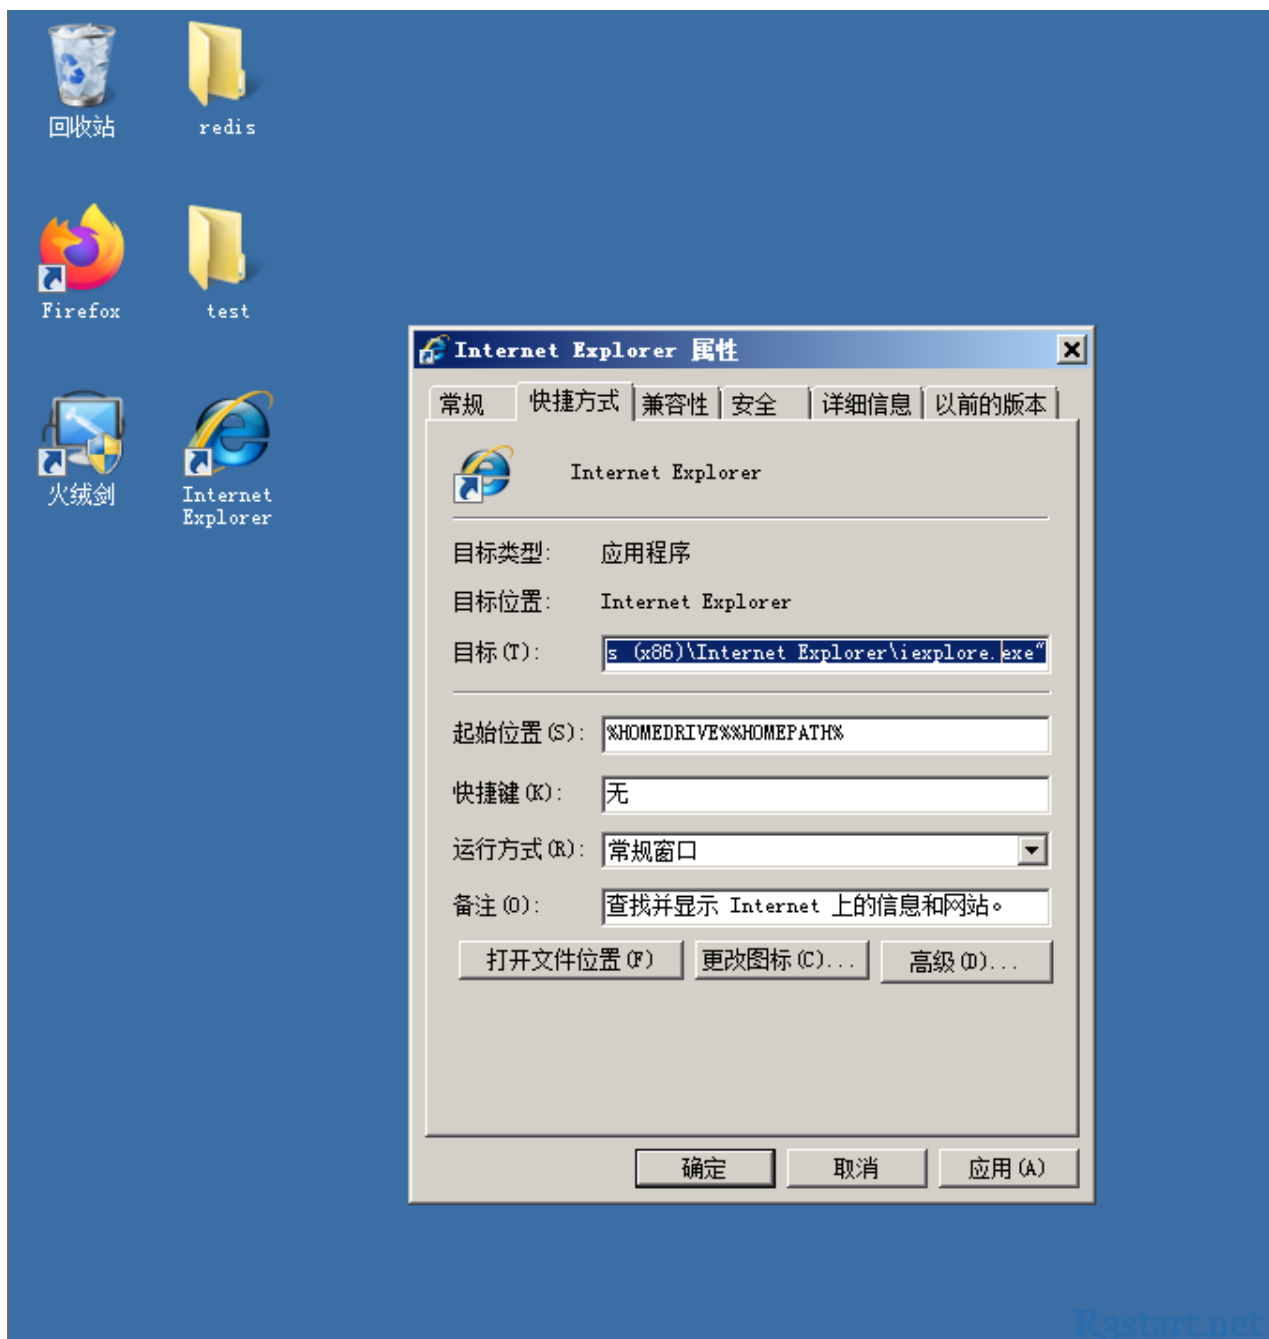 回收站
redis
Firefox
test
火绒剑
Internet
Explorer
Internet Explorer 属性
常规
快捷方式
兼容性
安全
详细信息
以前的版本
Internet Explorer
目标类型:
应用程序
目标位置:
Internet Explorer
目标(T):
s (x86)\Internet Explorer\iexplore.exe"
起始位置(S):
%HOMEDRIVE%%HOMEPATH%
快捷键(K):
无
运行方式(R):
常规窗口
备注(O):
查找并显示 Internet 上的信息和网站。
打开文件位置(F)
更改图标(C)...
高级(D)...
确定
取消
应用(A)
R3start.net